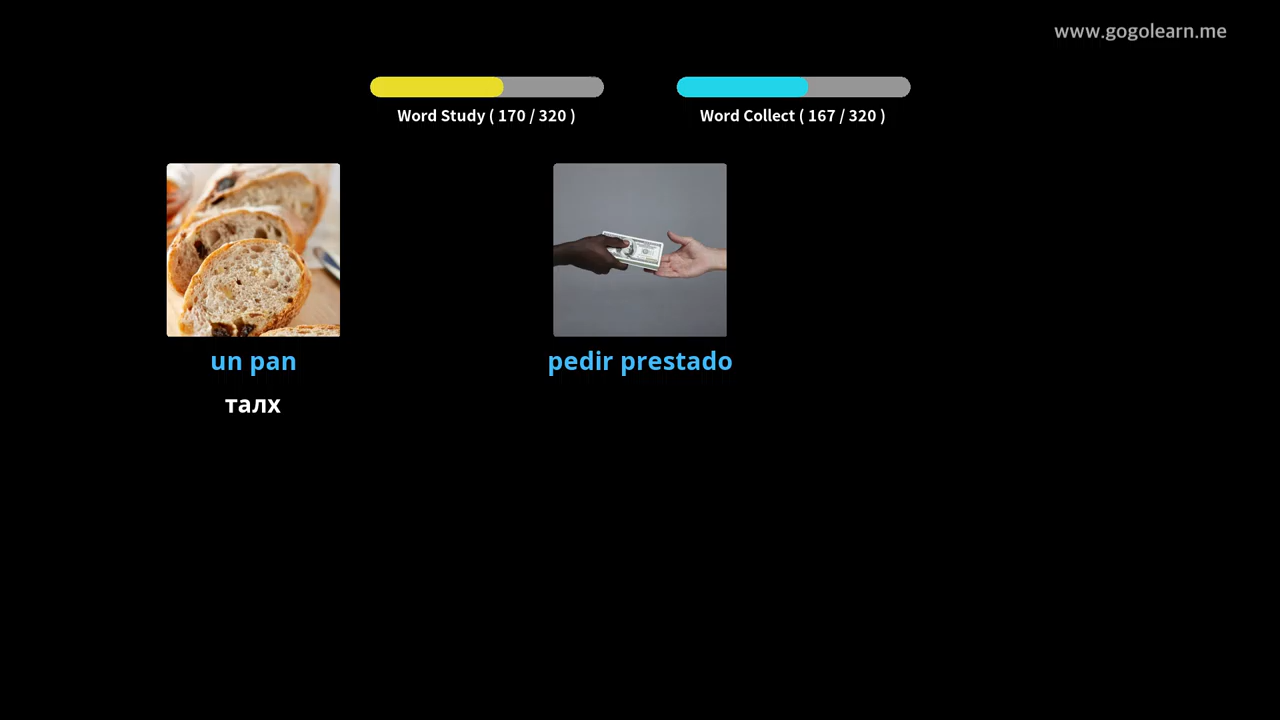 www.gogolearn.me
Word Study ( 170 / 320 )
Word Collect ( 167 / 320 )
un pan
pedir prestado
талх